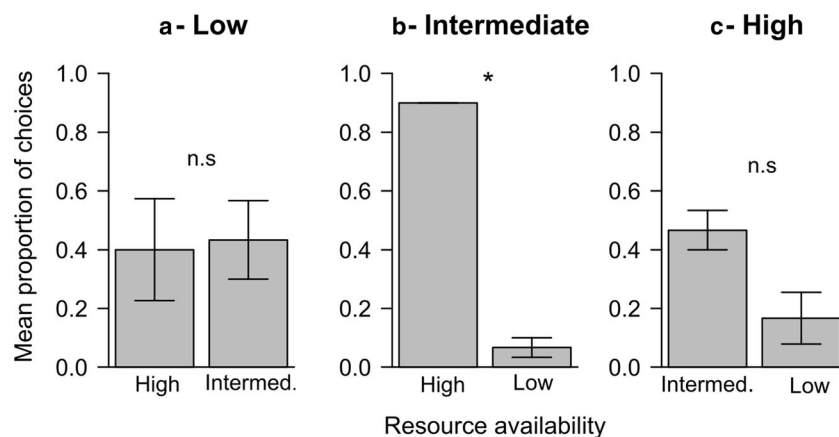 a- Low b- Intermediate c- High
Mean proportion of choices
1.0 1.0 1.0
* 
0.8 0.8 0.8
n.s n.s
0.6 0.6 0.6
0.4 0.4 0.4
0.2 0.2 0.2
0.0 0.0 0.0
High Intermed. High Low Intermed. Low
Resource availability